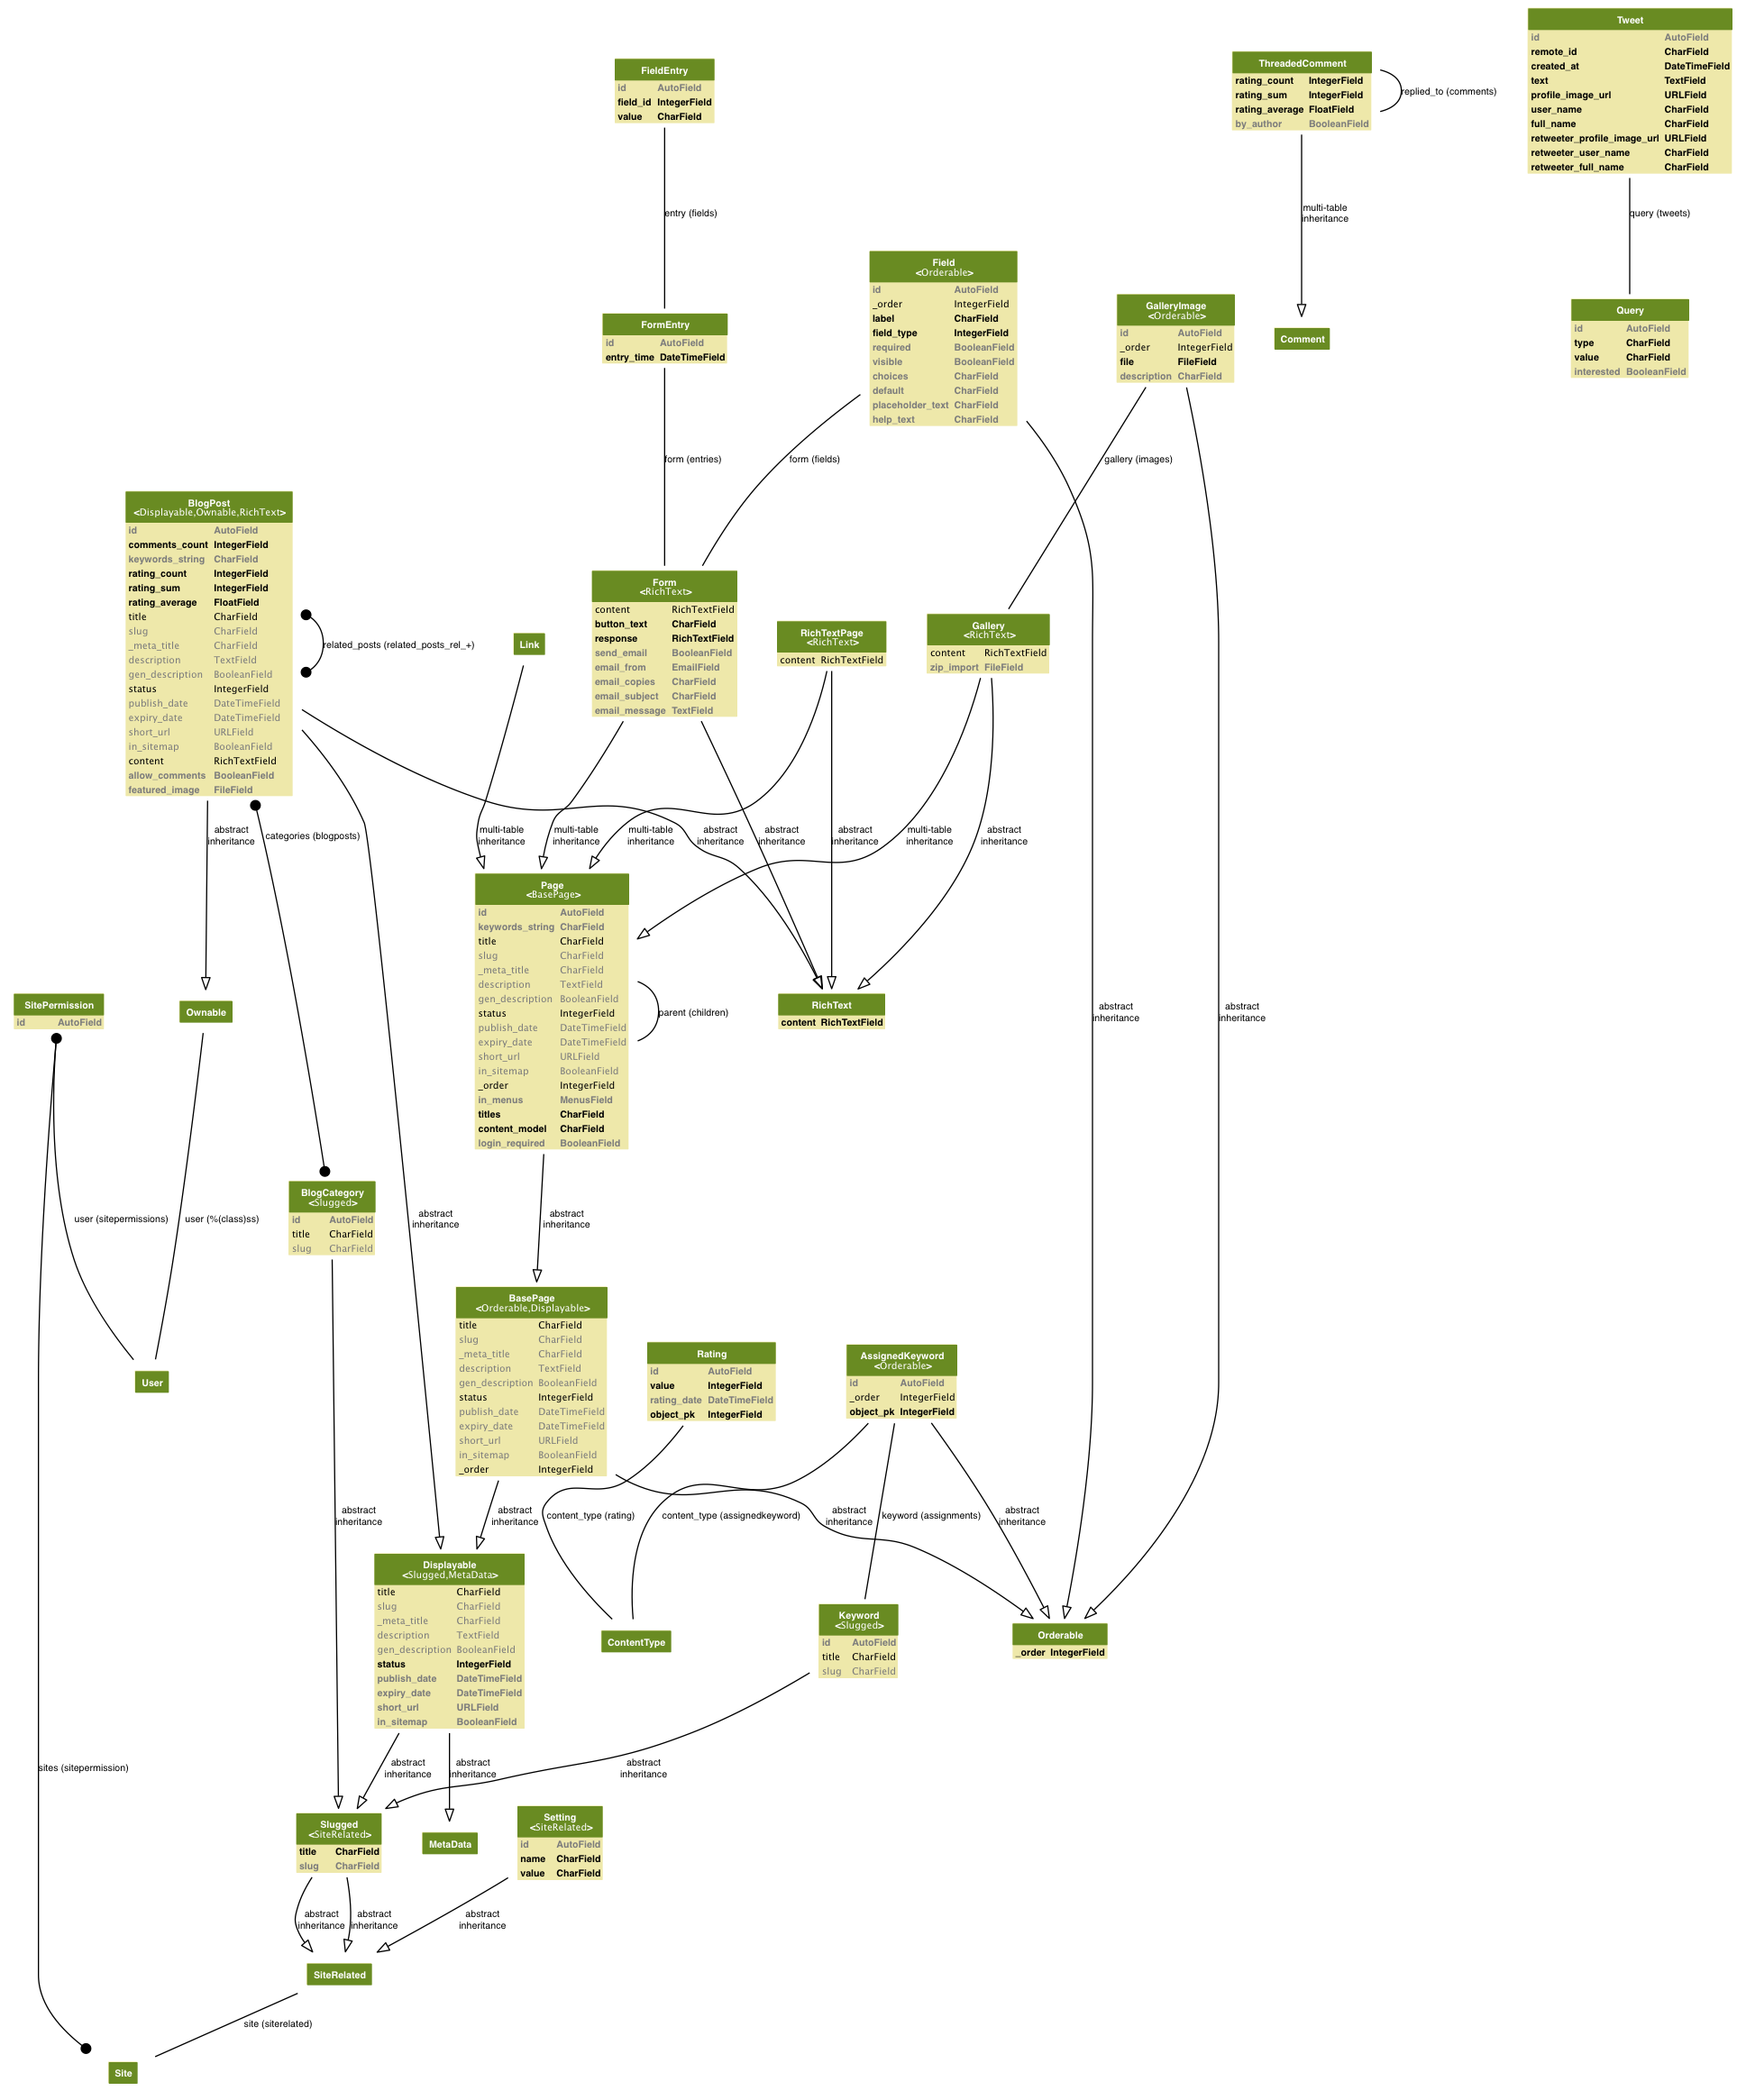 Tweet
id AutoField
remote_id CharField
created_at DateTimeField
text TextField
profile_image_url URLField
user_name CharField
full_name CharField
retweeter_profile_image_url URLField
retweeter_user_name CharField
retweeter_full_name CharField
ThreadedComment
rating_count IntegerField
rating_sum IntegerField
rating_average FloatField
by_author BooleanField
replied_to (comments)
FieldEntry
id AutoField
field_id IntegerField
value CharField
entry (fields)
multi-table
inheritance
query (tweets)
Field
<Orderable>
id AutoField
_order IntegerField
label CharField
field_type IntegerField
required BooleanField
visible BooleanField
choices CharField
default CharField
placeholder_text CharField
help_text CharField
GalleryImage
<Orderable>
id AutoField
_order IntegerField
file FileField
description CharField
Query
id AutoField
type CharField
value CharField
interested BooleanField
FormEntry
id AutoField
entry_time DateTimeField
Comment
form (entries)
form (fields)
gallery (images)
BlogPost
<Displayable,Ownable,RichText>
id AutoField
comments_count IntegerField
keywords_string CharField
rating_count IntegerField
rating_sum IntegerField
rating_average FloatField
title CharField
slug CharField
_meta_title CharField
description TextField
gen_description BooleanField
status IntegerField
publish_date DateTimeField
expiry_date DateTimeField
short_url URLField
in_sitemap BooleanField
content RichTextField
allow_comments BooleanField
featured_image FileField
related_posts (related_posts_rel_+)
Link
Form
<RichText>
content RichTextField
button_text CharField
response RichTextField
send_email BooleanField
email_from EmailField
email_copies CharField
email_subject CharField
email_message TextField
RichTextPage
<RichText>
content RichTextField
Gallery
<RichText>
content RichTextField
zip_import FileField
abstract
inheritance
categories (blogposts)
multi-table
inheritance
multi-table
inheritance
multi-table
inheritance
abstract
inheritance
abstract
inheritance
abstract
inheritance
multi-table
inheritance
abstract
inheritance
Page
<BasePage>
id AutoField
keywords_string CharField
title CharField
slug CharField
_meta_title CharField
description TextField
gen_description BooleanField
status IntegerField
publish_date DateTimeField
expiry_date DateTimeField
short_url URLField
in_sitemap BooleanField
_order IntegerField
in_menus MenusField
titles CharField
content_model CharField
login_required BooleanField
parent (children)
SitePermission
id AutoField
Ownable
RichText
content RichTextField
abstract
inheritance
abstract
inheritance
BlogCategory
<Slugged>
id AutoField
title CharField
slug CharField
user (sitepermissions)
user (%(class)ss)
abstract
inheritance
abstract
inheritance
BasePage
<Orderable,Displayable>
title CharField
slug CharField
_meta_title CharField
description TextField
gen_description BooleanField
status IntegerField
publish_date DateTimeField
expiry_date DateTimeField
short_url URLField
in_sitemap BooleanField
_order IntegerField
Rating
id AutoField
value IntegerField
rating_date DateTimeField
object_pk IntegerField
AssignedKeyword
<Orderable>
id AutoField
_order IntegerField
object_pk IntegerField
User
abstract
inheritance
abstract
inheritance
content_type (rating)
content_type (assignedkeyword)
abstract
inheritance
keyword (assignments)
abstract
inheritance
Displayable
<Slugged,MetaData>
title CharField
slug CharField
_meta_title CharField
description TextField
gen_description BooleanField
status IntegerField
publish_date DateTimeField
expiry_date DateTimeField
short_url URLField
in_sitemap BooleanField
ContentType
Keyword
<Slugged>
id AutoField
title CharField
slug CharField
Orderable
_order IntegerField
sites (sitepermission)
abstract
inheritance
abstract
inheritance
abstract
inheritance
Slugged
<SiteRelated>
title CharField
slug CharField
MetaData
Setting
<SiteRelated>
id AutoField
name CharField
value CharField
abstract
inheritance
abstract
inheritance
abstract
inheritance
SiteRelated
site (siterelated)
Site